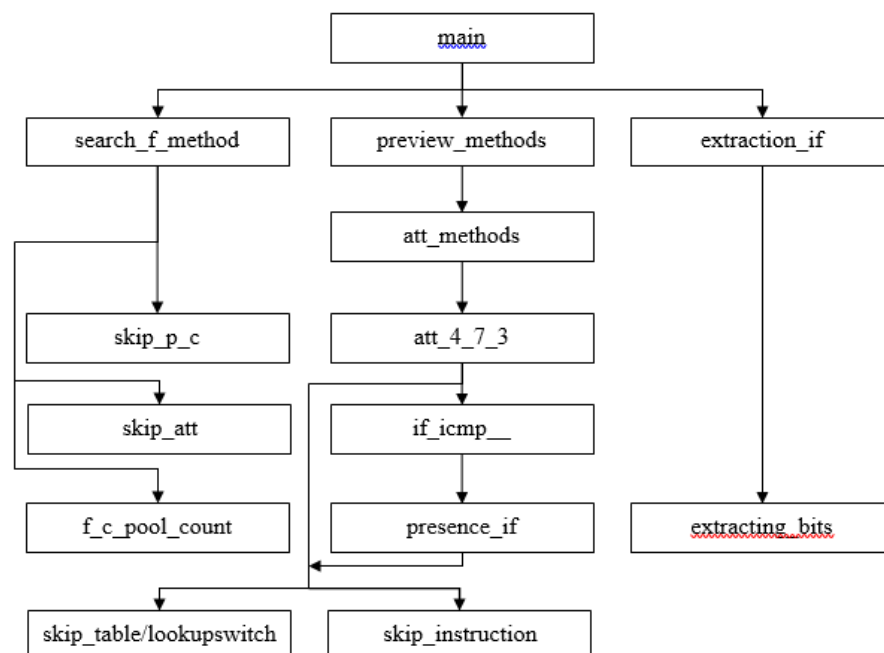 main
search_f_method
preview_methods
extraction_if
att_methods
skip_p_c
att_4_7_3
skip_att
if_icmp__
f_c_pool_count
presence_if
extracting_bits
skip_table/lookupswitch
skip_instruction